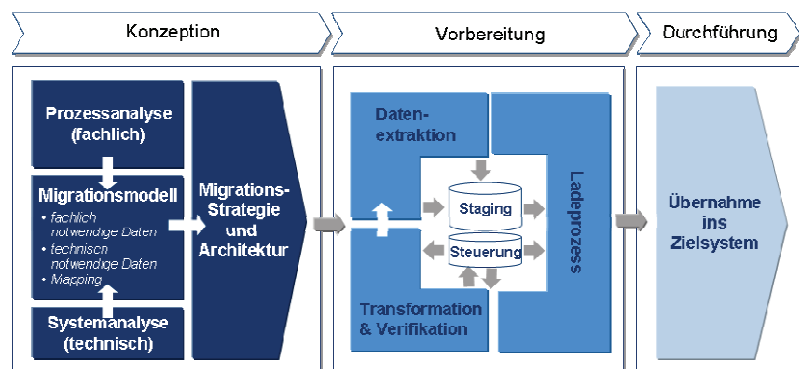 Konzeption
Vorbereitung
Durchführung
Prozessanalyse
(fachlich)
Migrationsmodell
• fachlich
notwendige Daten
• technisch
notwendige Daten
• Mapping
Systemanalyse
(technisch)
Migrations-
Strategie
und
Architektur
Daten-
extraktion
Staging
Steuerung
Transformation
& Verifikation
Ladeprozess
Übernahme
ins
Zielsystem